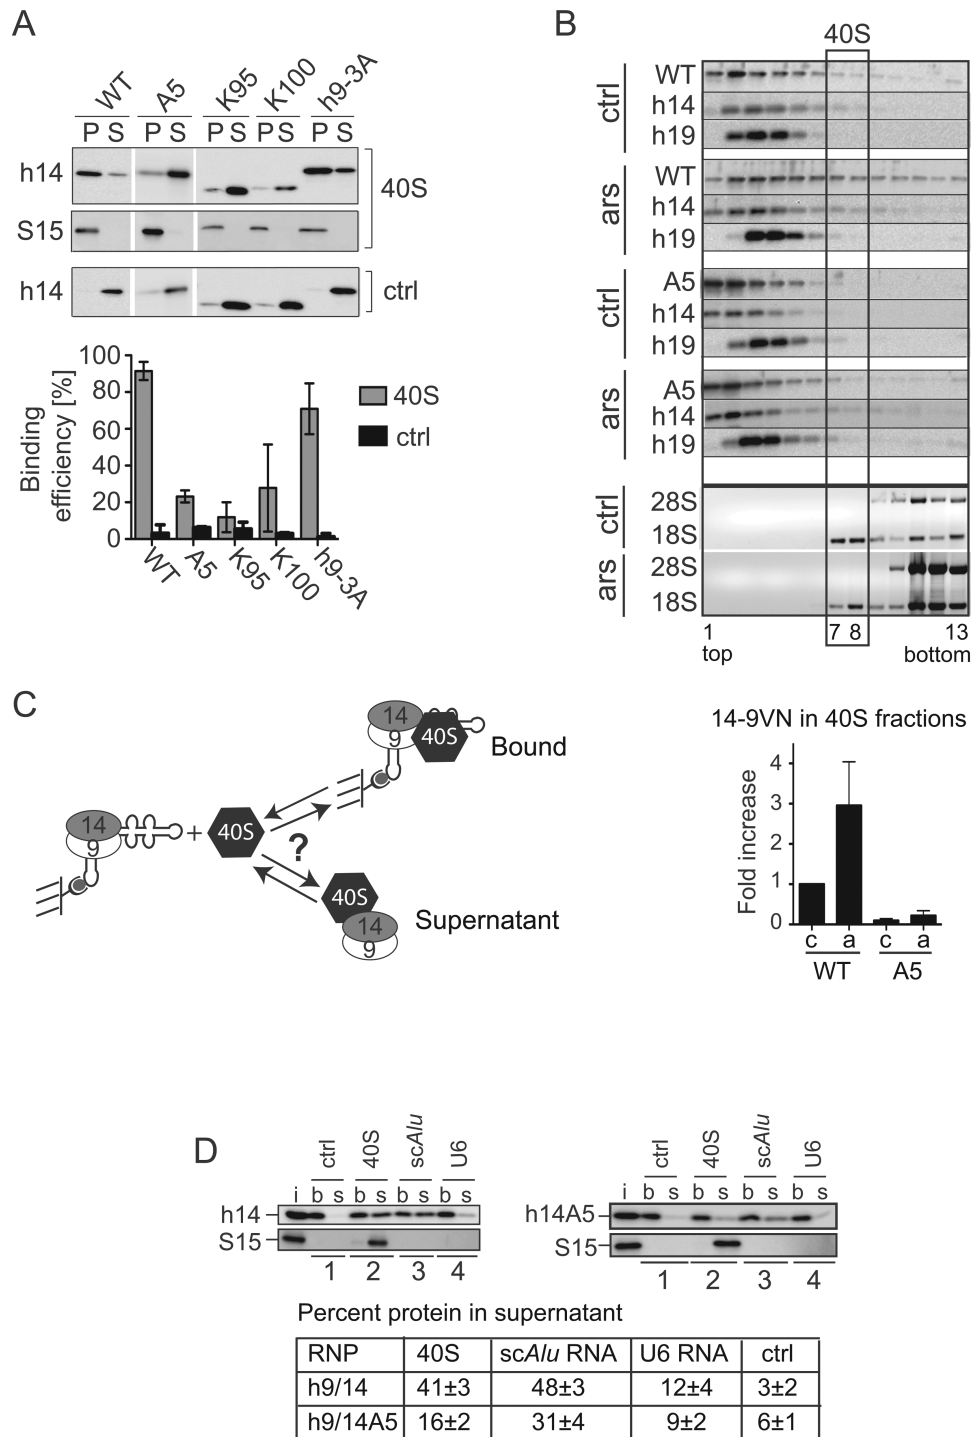 A
WT A5 K95 K100 h9-3A
P S P S P S P S P S
h14
40S
S15
h14 ctrl
100
80
60
40
20
0
Binding
efficiency [%]
40S
ctrl
WT A5 K95 K100 h9-3A
B
40S
ctrl
WT
h14
h19
ars
WT
h14
h19
ctrl
A5
h14
h19
ars
A5
h14
h19
ctrl
28S
18S
ars
28S
18S
1 7 8 13
top bottom
C
14
9
40S
Bound
14
9
+ 40S
?
40S
14
9
Supernatant
14-9VN in 40S fractions
Fold increase
4
3
2
1
0
c a c a
WT A5
D
ctrl 40S scAlu U6
i b s b s b s b s
h14
S15
1 2 3 4
ctrl 40S scAlu U6
i b s b s b s b s
h14A5
S15
1 2 3 4
Percent protein in supernatant
RNP 40S scAlu RNA U6 RNA ctrl
h9/14 41±3 48±3 12±4 3±2
h9/14A5 16±2 31±4 9±2 6±1